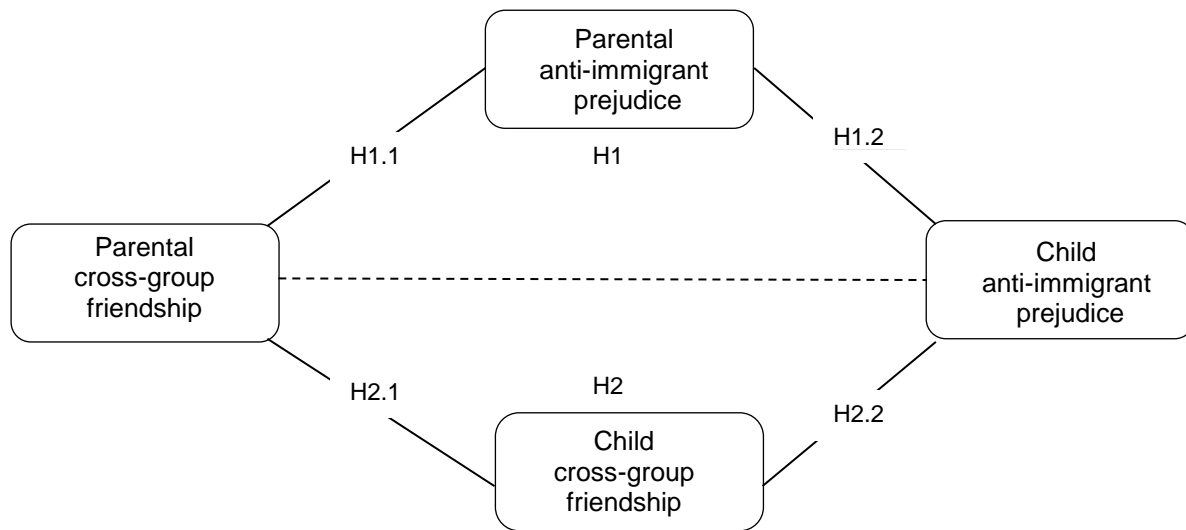 Parental
anti-immigrant
prejudice
H1.1
H1
H1.2
Parental
cross-group
friendship
Child
anti-immigrant
prejudice
H2.1
H2
H2.2
Child
cross-group
friendship